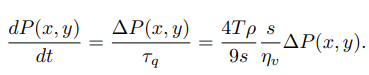 dP(x, y)/dt = ΔP(x, y)/τ_q = 4Tρ/9s s/η_v ΔP(x, y).